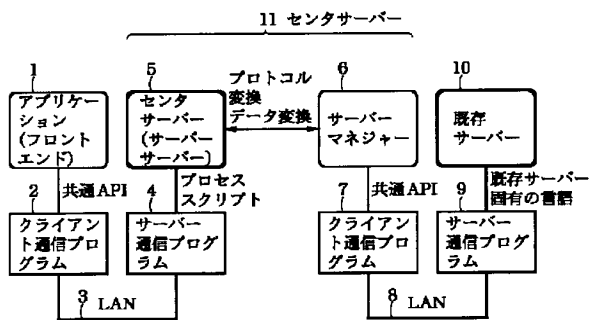 11 センタサーバー
1
アプリケー
ション
(フロント
エンド)
5
センタ
サーバー
(サーバー
サーバー)
プロトコル
変換
データ変換
6
サーバー
マネジャー
10
既存
サーバー
2
共通API
4
プロセス
スクリプト
7
共通API
9
既存サーバー
固有の言語
クライアン
ト通信プロ
グラム
サーバー
通信プログ
ラム
クライアン
ト通信プロ
グラム
サーバー
通信プログ
ラム
3 LAN
8 LAN